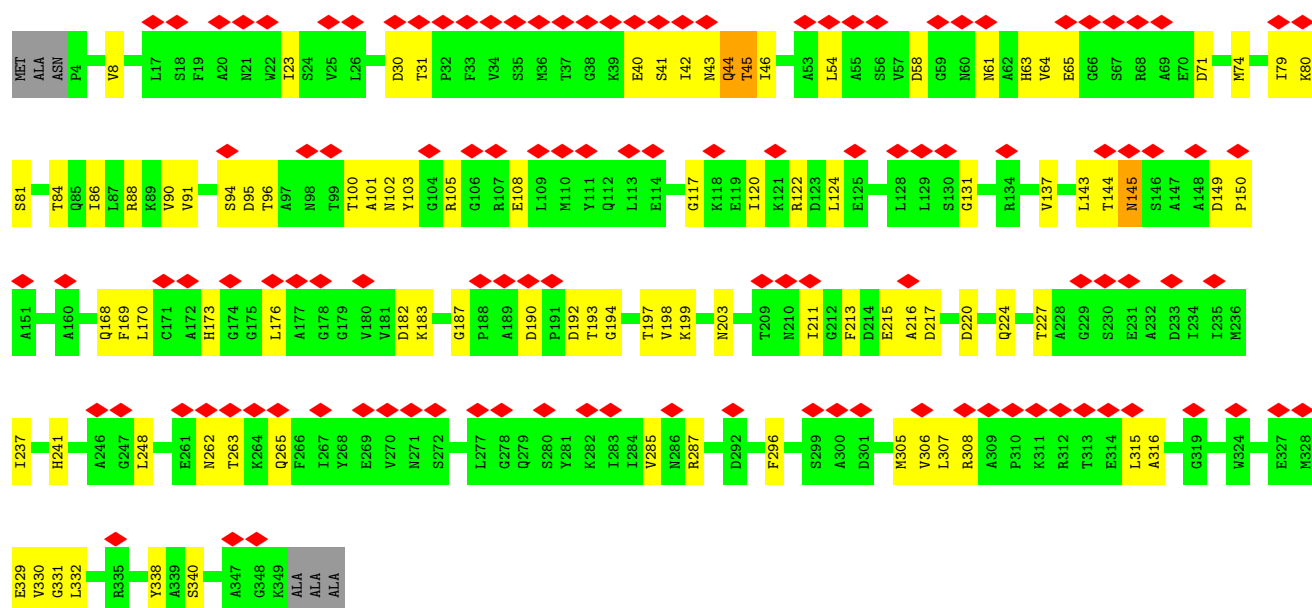 MET ALA ASN P4 V8 L17 S18 F19 A20 N21 W22 I23 S24 V25 L26 D30 T31 P32 F33 V34 S35 M36 T37 G38 K39 E40 S41 I42 N43 Q44 T45 I46 A53 L54 A55 S56 V57 D58 G59 N60 N61 A62 H63 V64 E65 G66 S67 R68 A69 E70 D71 M74 I79 K80
S81 T84 Q85 I86 L87 R88 K89 V90 V91 S94 D95 T96 A97 N98 T99 T100 A101 N102 Y103 G104 R105 G106 R107 E108 L109 M110 Y111 Q112 L113 E114 G117 K118 E119 I120 K121 R122 D123 L124 E125 L128 L129 S130 G131 R134 V137 L143 T144 N145 S146 A147 A148 D149 P150
A151 A160 Q168 F169 L170 C171 A172 H173 G174 G175 L176 A177 G178 G179 V180 V181 D182 K183 G187 P188 A189 D190 P191 D192 T193 G194 T197 V198 K199 N203 T209 N210 I211 G212 F213 D214 E215 A216 D217 D220 Q224 T227 A228 G229 S230 E231 A232 D233 I234 I235 M236
I237 H241 A246 G247 L248 E261 N262 T263 K264 Q265 F266 I267 Y268 E269 V270 N271 S272 L277 G278 Q279 S280 Y281 K282 I283 I284 V285 N286 R287 D292 F296 S299 A300 D301 M305 V306 L307 R308 A309 P310 K311 R312 T313 E314 L315 A316 G319 W324 E327 M328
E329 V330 G331 L332 R335 Y338 A339 S340 A347 G348 K349 ALA ALA ALA